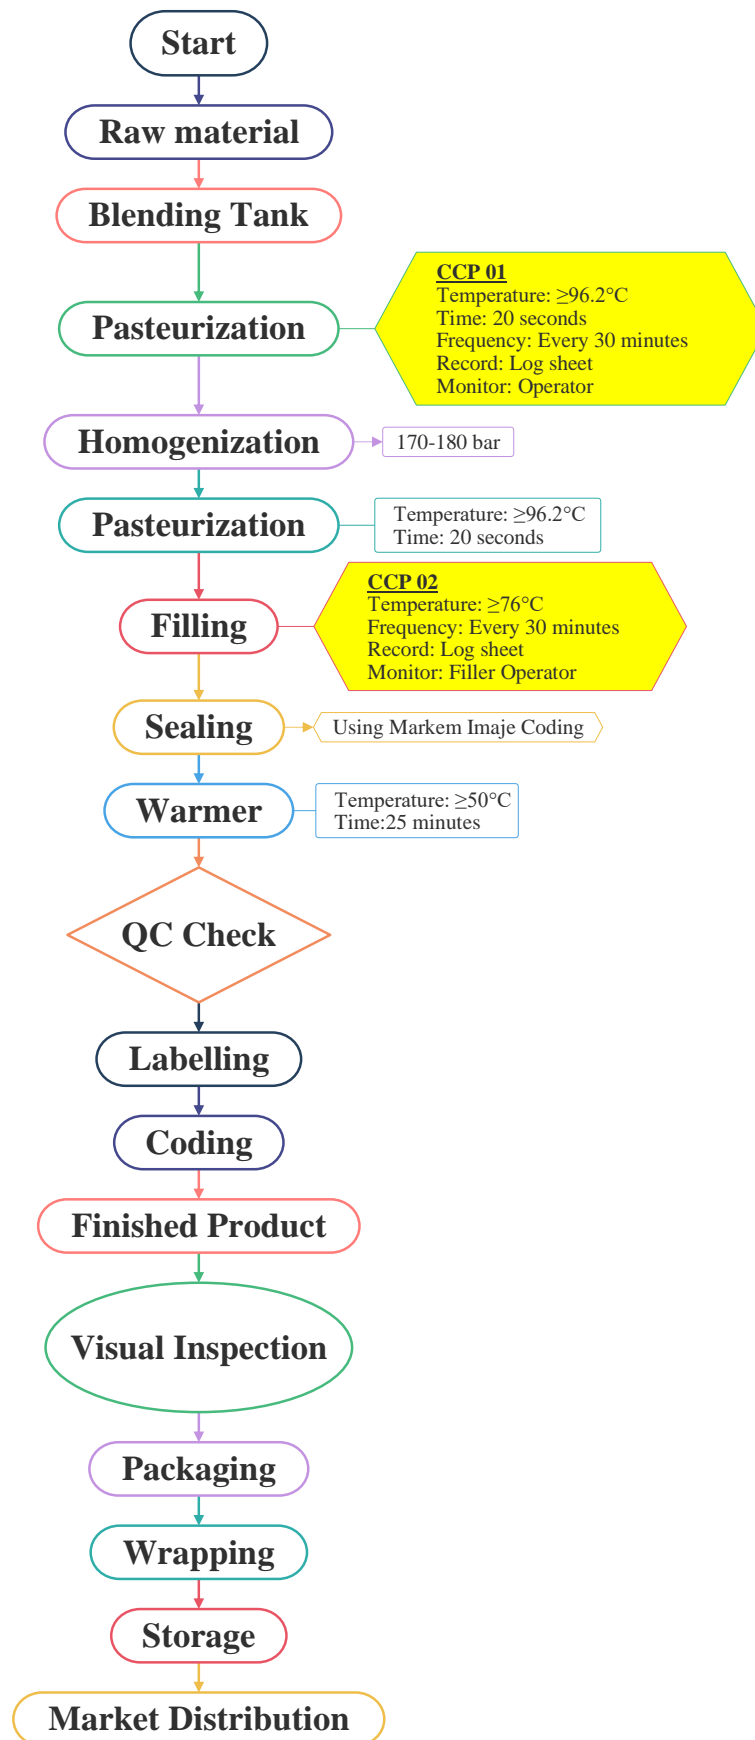 Start
Raw material
Blending Tank
Pasteurization
CCP 01
Temperature: ≥96.2°C
Time: 20 seconds
Frequency: Every 30 minutes
Record: Log sheet
Monitor: Operator
Homogenization
170-180 bar
Pasteurization
Temperature: ≥96.2°C
Time: 20 seconds
Filling
CCP 02
Temperature: ≥76°C
Frequency: Every 30 minutes
Record: Log sheet
Monitor: Filler Operator
Sealing
Using Markem Imaje Coding
Warmer
Temperature: ≥50°C
Time:25 minutes
QC Check
Labelling
Coding
Finished Product
Visual Inspection
Packaging
Wrapping
Storage
Market Distribution